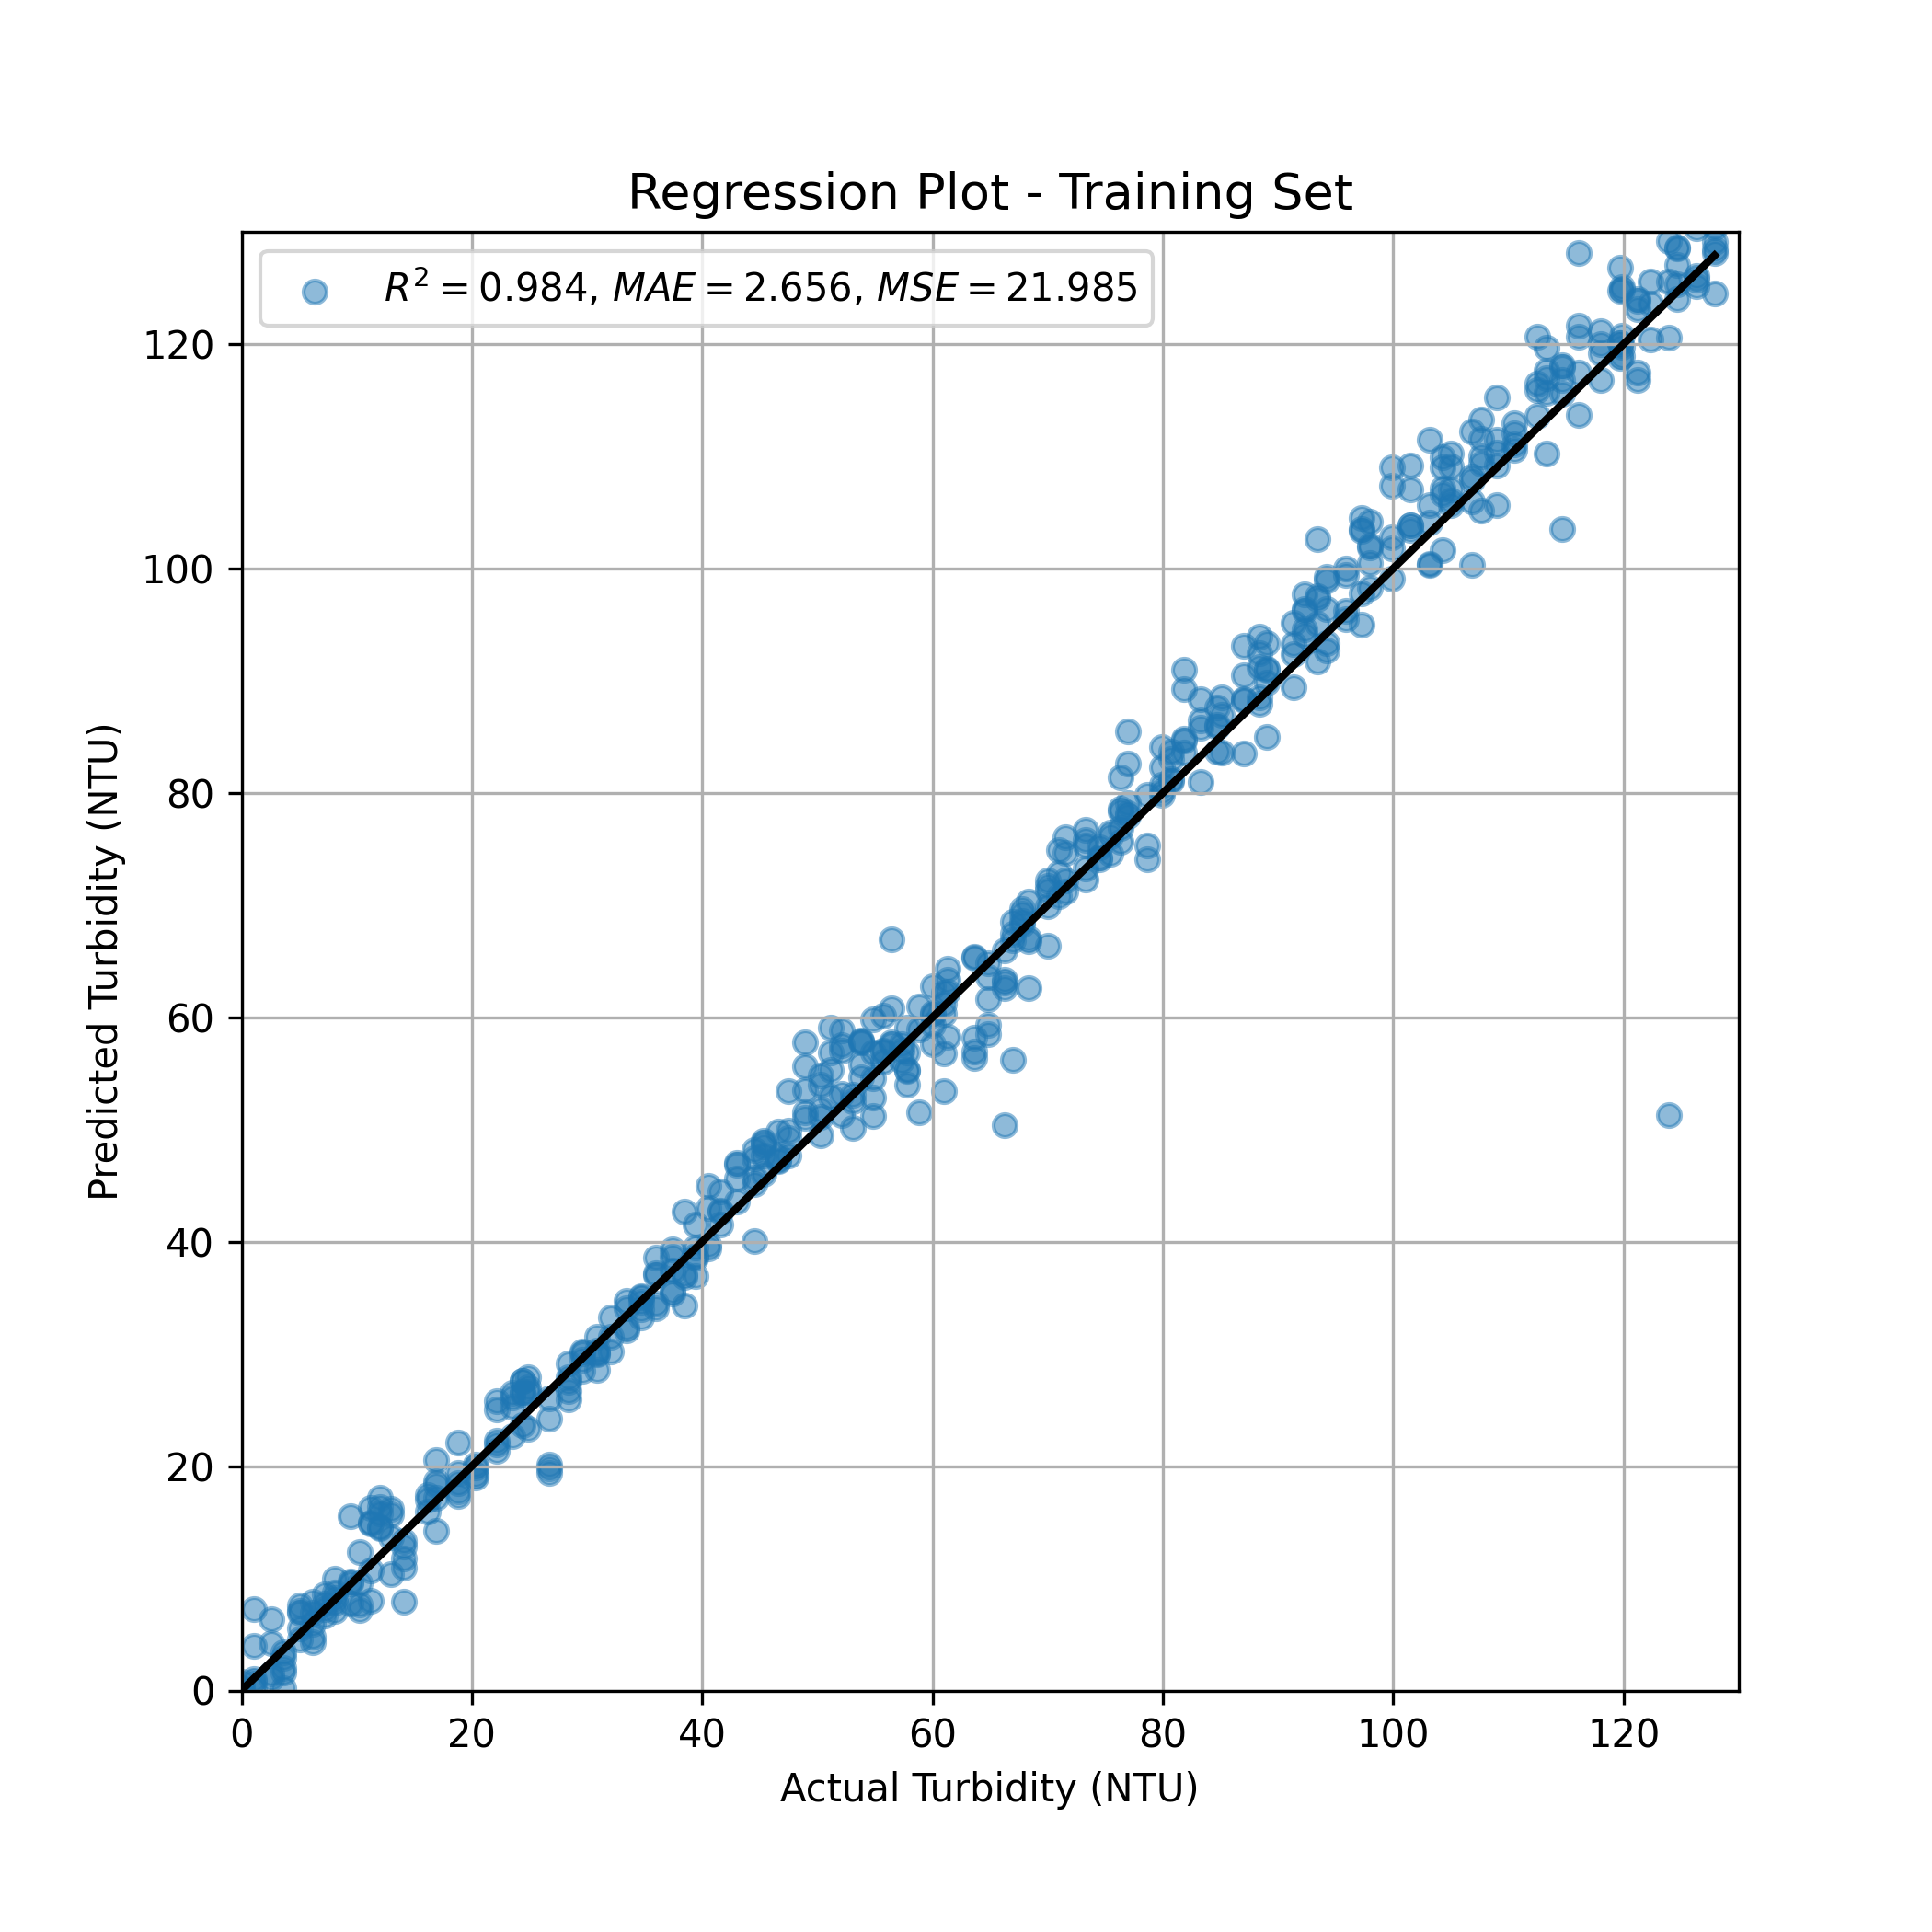 Regression Plot - Training Set
R² = 0.984, MAE = 2.656, MSE = 21.985
Predicted Turbidity (NTU)
120
100
80
60
40
20
0
0 20 40 60 80 100 120
Actual Turbidity (NTU)